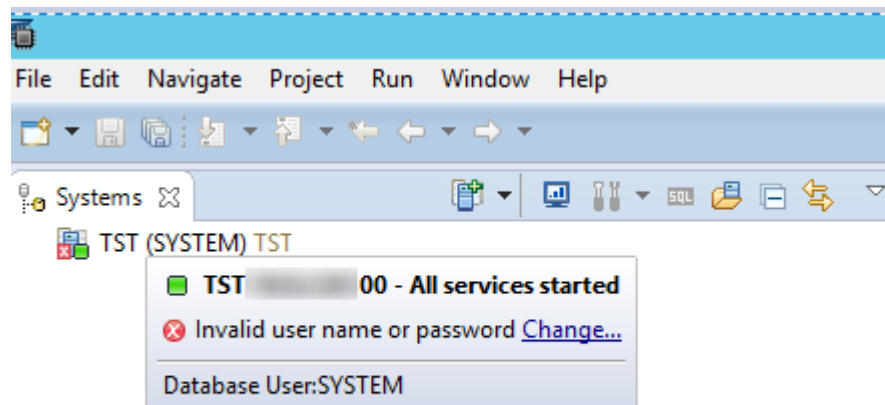 File Edit Navigate Project Run Window Help
Systems
SQL
TST (SYSTEM) TST
TST 00 - All services started
Invalid user name or password Change...
Database User:SYSTEM